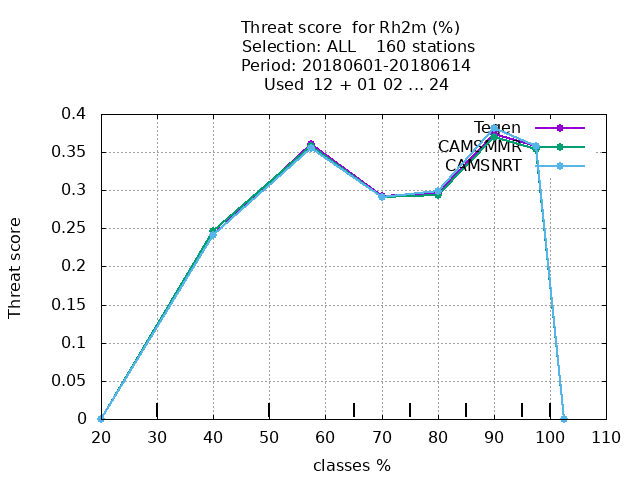 Threat score  for Rh2m (%)
Selection: ALL    160 stations
Period: 20180601-20180614
Used  12 + 01 02 ... 24
Tegen
CAMSMMR
CAMSNRT
0.4
0.35
0.3
0.25
0.2
0.15
0.1
0.05
0
Threat score
20 30 40 50 60 70 80 90 100 110
classes %